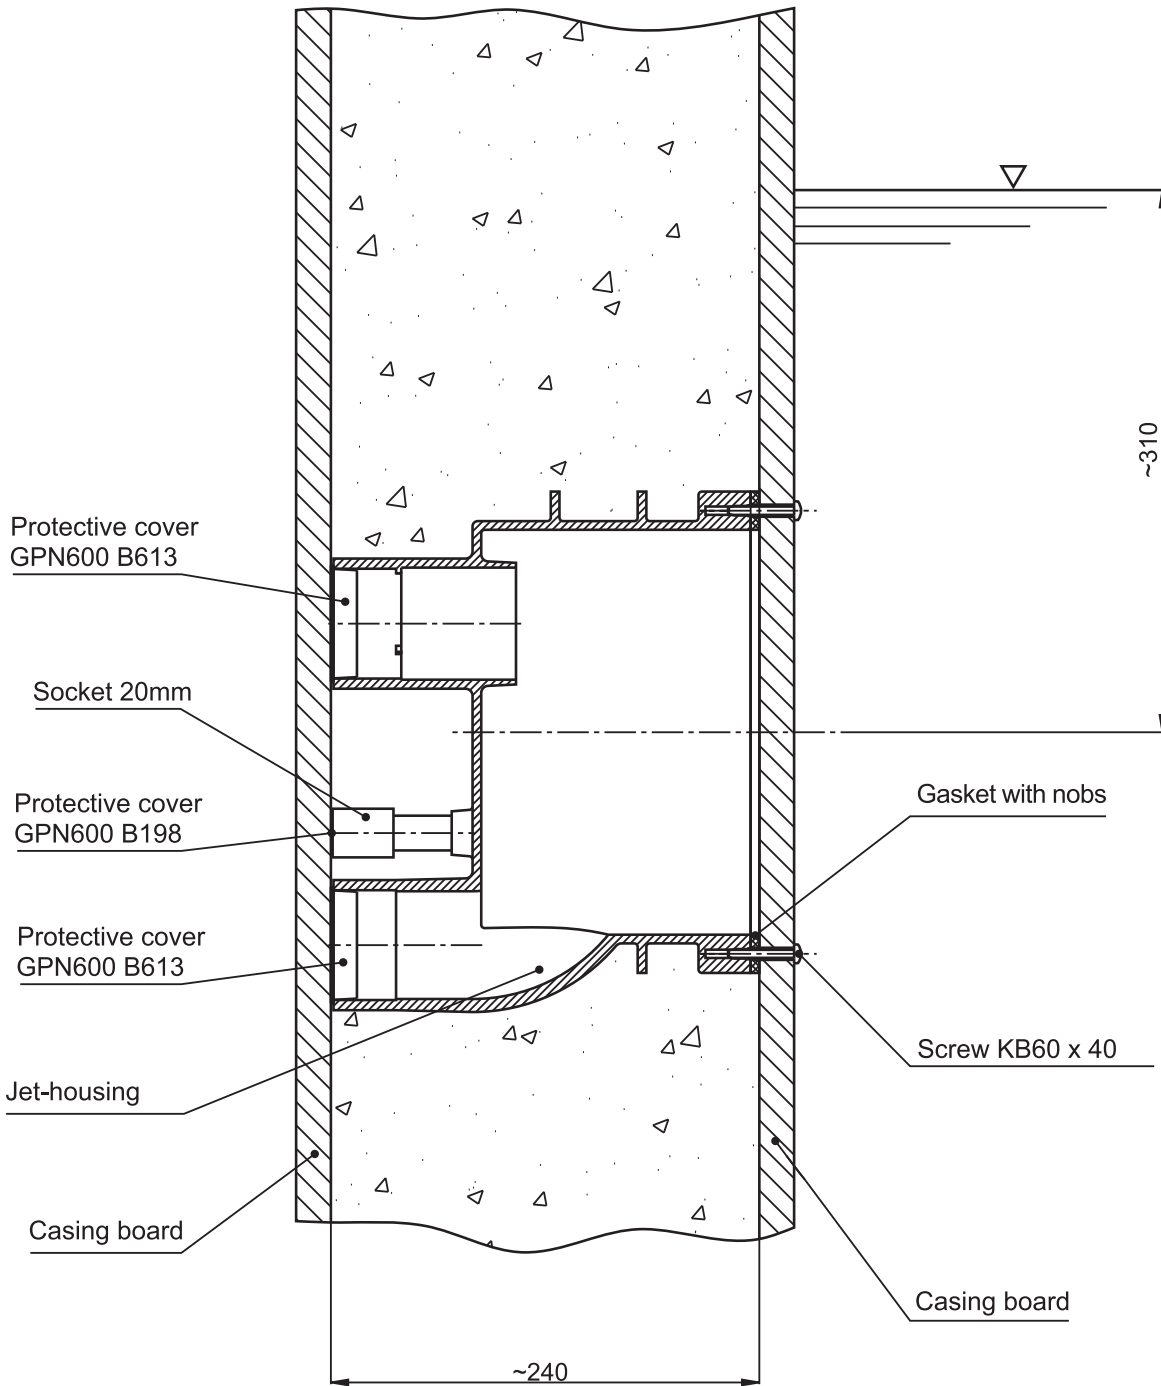 ~310
Protective cover
GPN600 B613
Socket 20mm
Protective cover
GPN600 B198
Gasket with nobs
Protective cover
GPN600 B613
Screw KB60 x 40
Jet-housing
Casing board
Casing board
~240